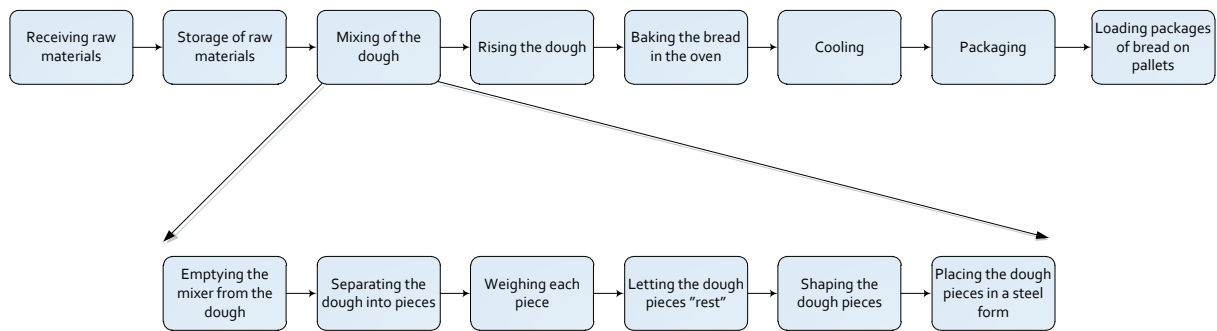 Receiving raw
materials
Storage of raw
materials
Mixing of the
dough
Rising the dough
Baking the bread
in the oven
Cooling
Packaging
Loading packages
of bread on
pallets
Emptying the
mixer from the
dough
Separating the
dough into pieces
Weighing each
piece
Letting the dough
pieces “rest”
Shaping the
dough pieces
Placing the dough
pieces in a steel
form